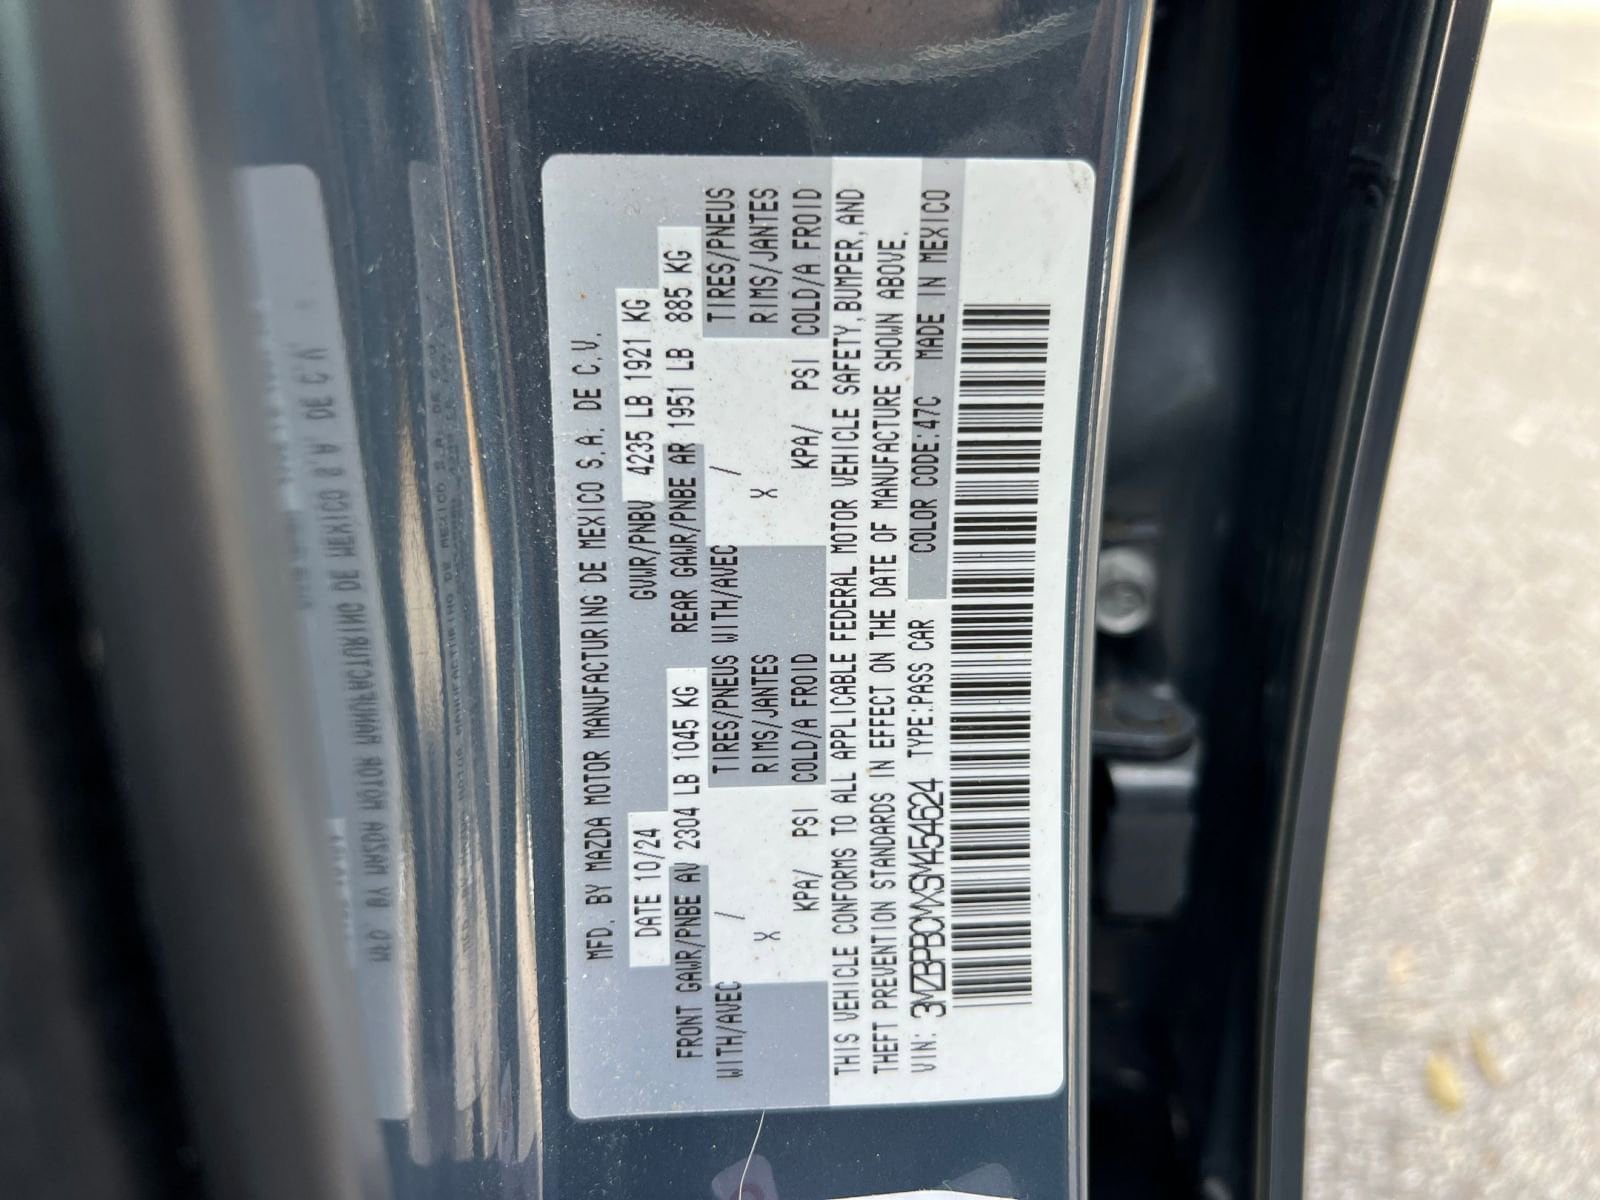 MFD. BY MAZDA MOTOR MANUFACTURING DE MEXICO S.A. DE C.V.
DATE 10/24 GVWR/PNBV 4235 LB 1921 KG
FRONT GAWR/PNBE AV 2304 LB 1045 KG REAR GAWR/PNBE AR 1951 LB 885 KG
WITH/AVEC / TIRES/PNEUS WITH/AVEC / TIRES/PNEUS
X RIMS/JANTES X RIMS/JANTES
KPA/ PSI COLD/A FROID KPA/ PSI COLD/A FROID
THIS VEHICLE CONFORMS TO ALL APPLICABLE FEDERAL MOTOR VEHICLE SAFETY, BUMPER, AND
THEFT PREVENTION STANDARDS IN EFFECT ON THE DATE OF MANUFACTURE SHOWN ABOVE.
VIN: 3MZBPBCMXSM454624 TYPE:PASS CAR COLOR CODE:47C MADE IN MEXICO